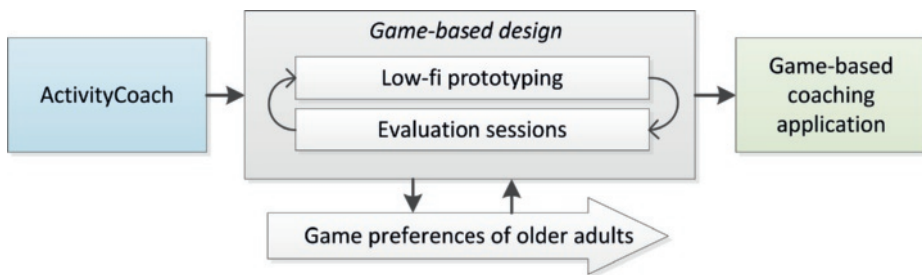 Game-based design
ActivityCoach
Low-fi prototyping
Evaluation sessions
Game-based
coaching
application
Game preferences of older adults